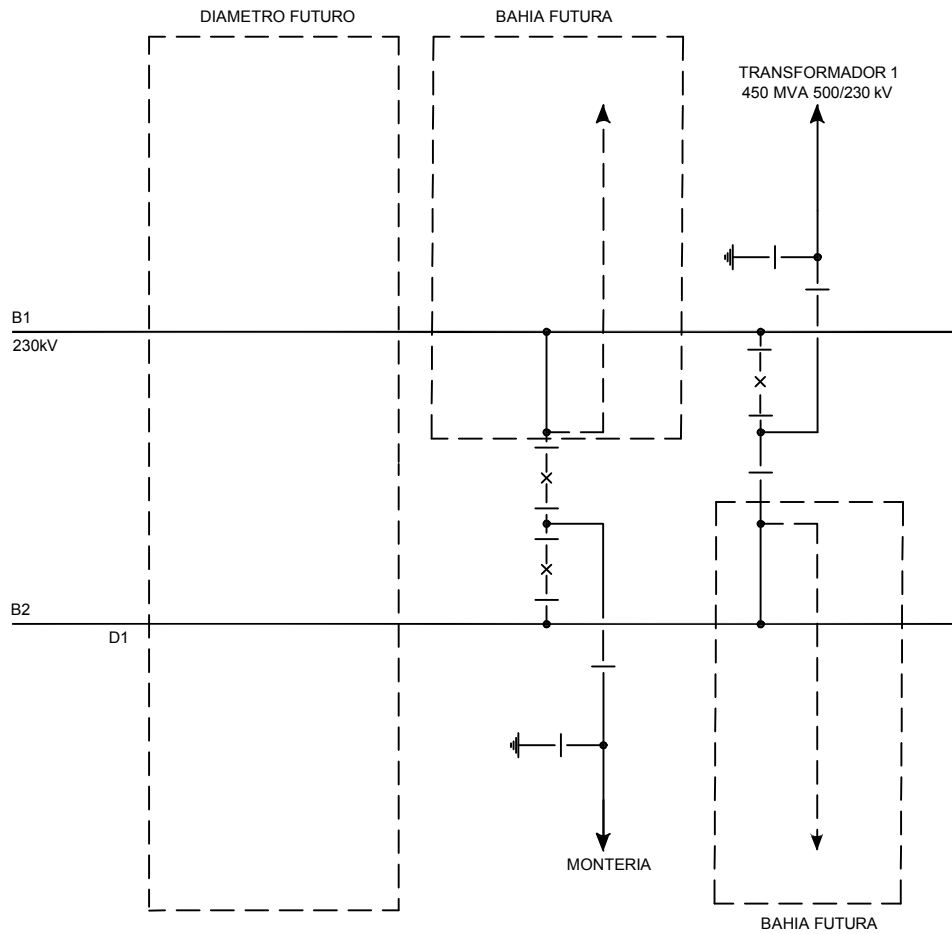 DIAMETRO FUTURO
BAHIA FUTURA
TRANSFORMADOR 1
450 MVA 500/230 kV
B1
230kV
B2
D1
MONTERIA
BAHIA FUTURA